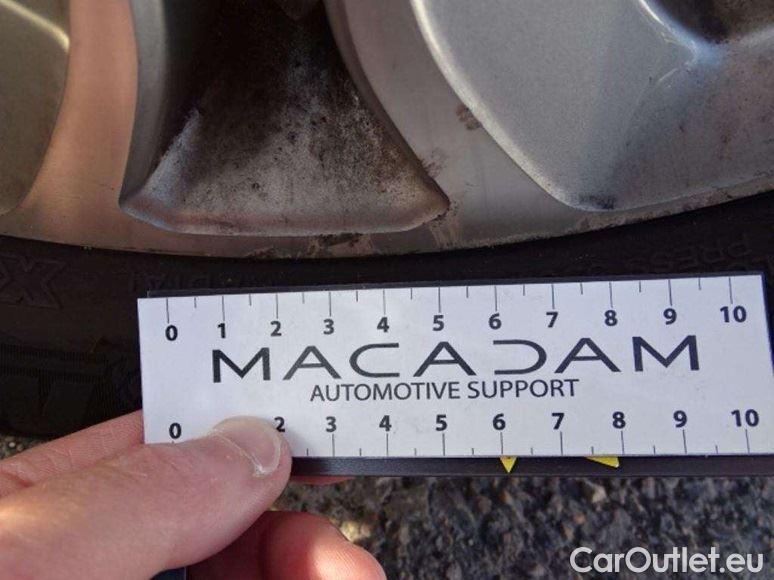 PRESS
0 1 2 3 4 5 6 7 8 9 10
MACADAM
AUTOMOTIVE SUPPORT
0 2 3 4 5 6 7 8 9 10
CarOutlet.eu